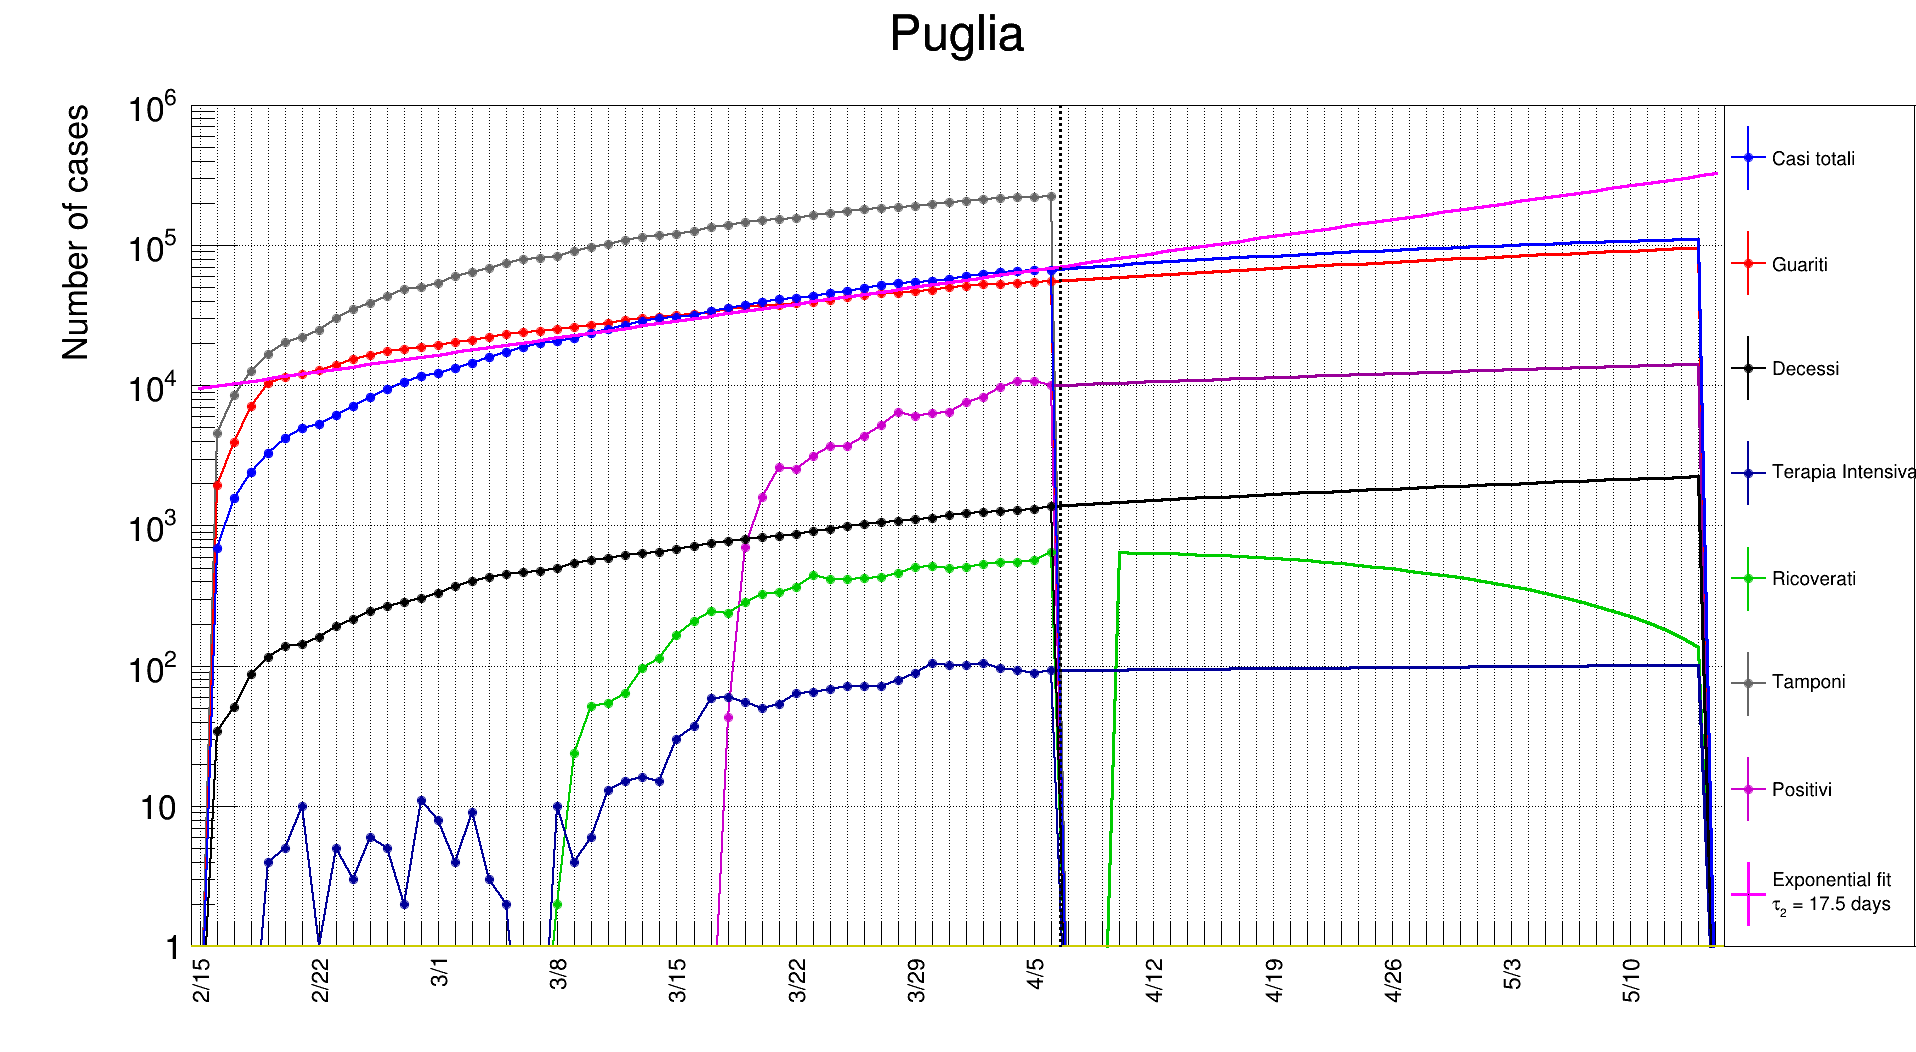 Puglia
Number of cases
10^6
10^5
10^4
10^3
10^2
10
1
2/15
2/22
3/1
3/8
3/15
3/22
3/29
4/5
4/12
4/19
4/26
5/3
5/10
Casi totali
Guariti
Decessi
Terapia Intensiva
Ricoverati
Tamponi
Positivi
Exponential fit
τ₂ = 17.5 days